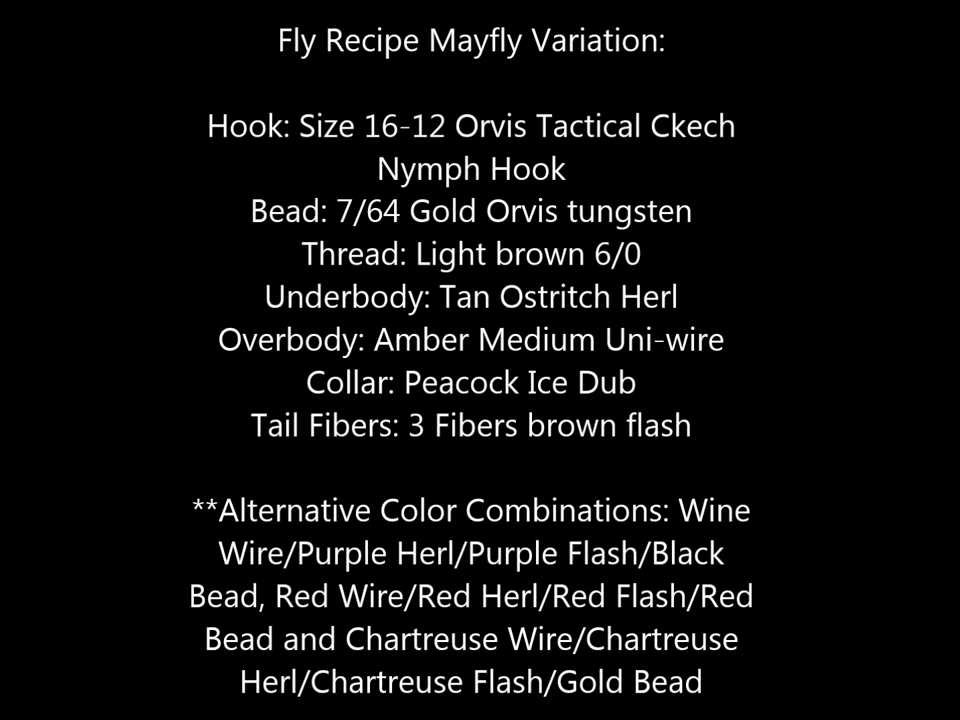 Fly Recipe Mayfly Variation:
Hook: Size 16-12 Orvis Tactical Ckech
Nymph Hook
Bead: 7/64 Gold Orvis tungsten
Thread: Light brown 6/0
Underbody: Tan Ostritch Herl
Overbody: Amber Medium Uni-wire
Collar: Peacock Ice Dub
Tail Fibers: 3 Fibers brown flash
**Alternative Color Combinations: Wine
Wire/Purple Herl/Purple Flash/Black
Bead, Red Wire/Red Herl/Red Flash/Red
Bead and Chartreuse Wire/Chartreuse
Herl/Chartreuse Flash/Gold Bead